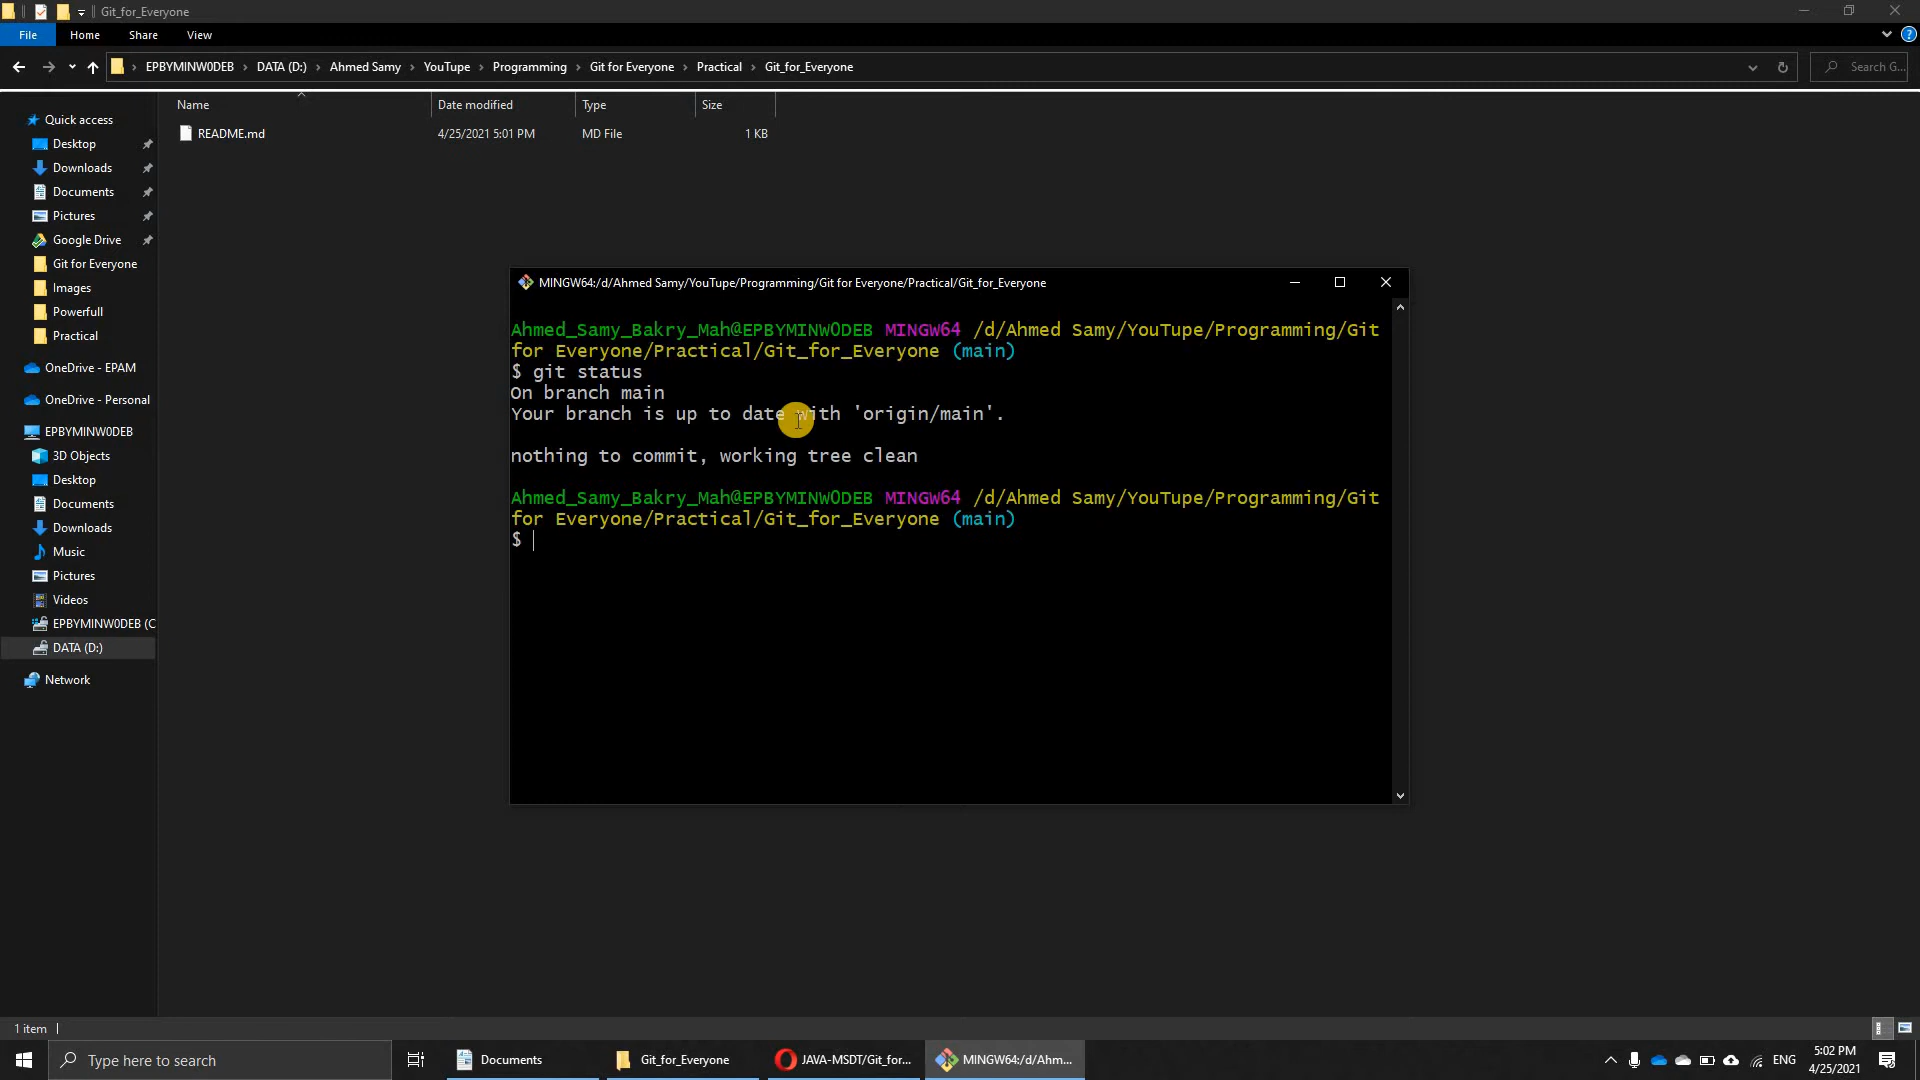 Git_for_Everyone
File Home Share View
EPBYMINW0DEB DATA (D:) Ahmed Samy YouTupe Programming Git for Everyone Practical Git_for_Everyone Search G...
Name Date modified Type Size
README.md 4/25/2021 5:01 PM MD File 1 KB
Quick access
Desktop
Downloads
Documents
Pictures
Google Drive
Git for Everyone
Images
Powerfull
Practical
OneDrive - EPAM
OneDrive - Personal
EPBYMINW0DEB
3D Objects
Desktop
Documents
Downloads
Music
Pictures
Videos
EPBYMINW0DEB (C
DATA (D:)
Network
MINGW64:/d/Ahmed Samy/YouTupe/Programming/Git for Everyone/Practical/Git_for_Everyone
Ahmed_Samy_Bakry_Mah@EPBYMINW0DEB MINGW64 /d/Ahmed Samy/YouTupe/Programming/Git
for Everyone/Practical/Git_for_Everyone (main)
$ git status
On branch main
Your branch is up to date with 'origin/main'.
nothing to commit, working tree clean
Ahmed_Samy_Bakry_Mah@EPBYMINW0DEB MINGW64 /d/Ahmed Samy/YouTupe/Programming/Git
for Everyone/Practical/Git_for_Everyone (main)
$
1 item
Type here to search Documents Git_for_Everyone JAVA-MSDT/Git_for... MINGW64:/d/Ahm... ENG
5:02 PM
4/25/2021